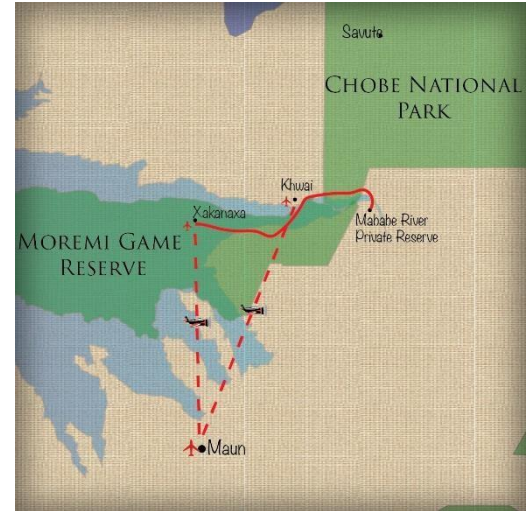 Savute
CHOBE NATIONAL
PARK
Khwai
Xakanaxa
Mababe River
Private Reserve
MOREMI GAME
RESERVE
Maun